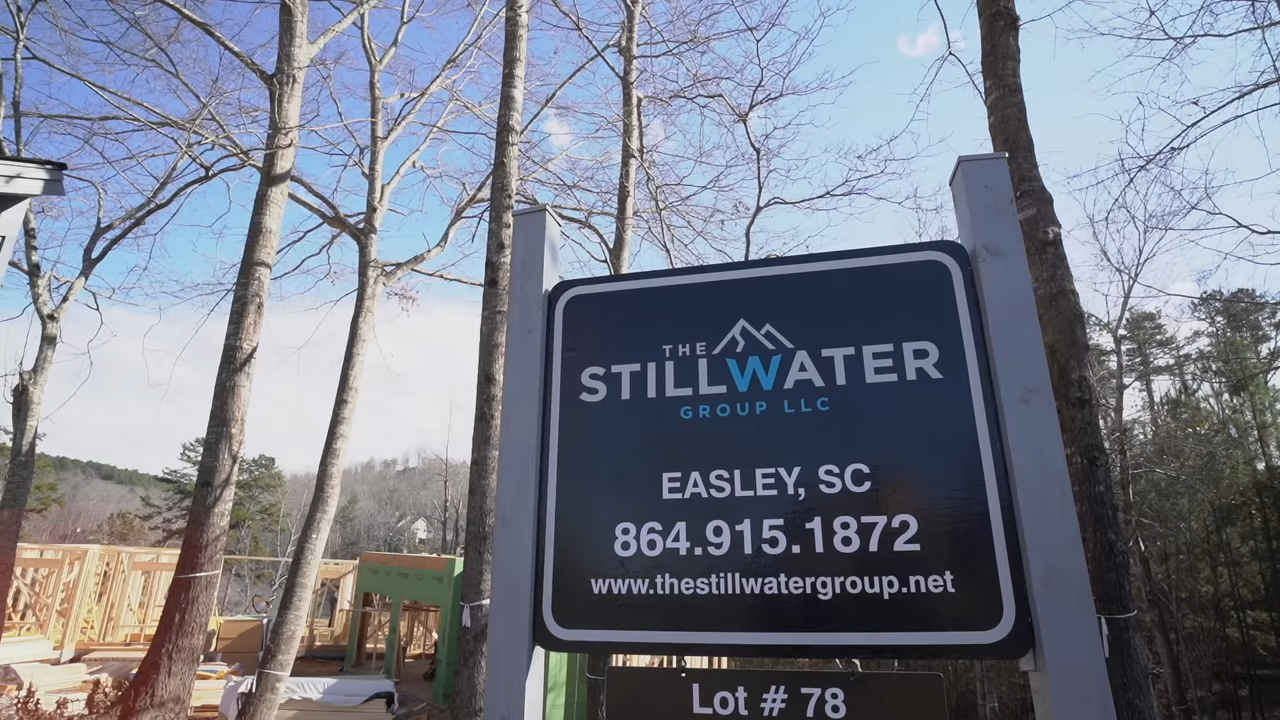 THE
STILLWATER
GROUP LLC
EASLEY, SC
864.915.1872
www.thestillwatergroup.net
Lot # 78